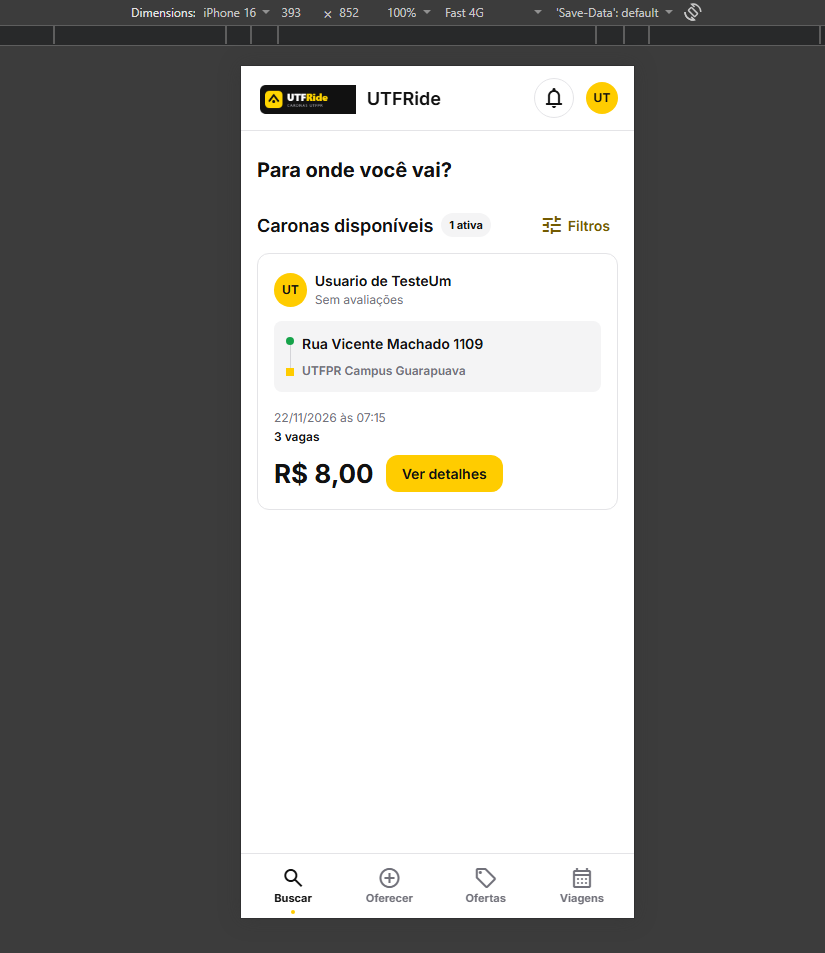 Dimensions: iPhone 16 393 × 852 100% Fast 4G 'Save-Data': default
UTFRide
CARONAS UTFPR
UTFRide
UT
Para onde você vai?
Caronas disponíveis 1 ativa Filtros
UT
Usuario de TesteUm
Sem avaliações
Rua Vicente Machado 1109
UTFPR Campus Guarapuava
22/11/2026 às 07:15
3 vagas
R$ 8,00 Ver detalhes
Buscar Oferecer Ofertas Viagens